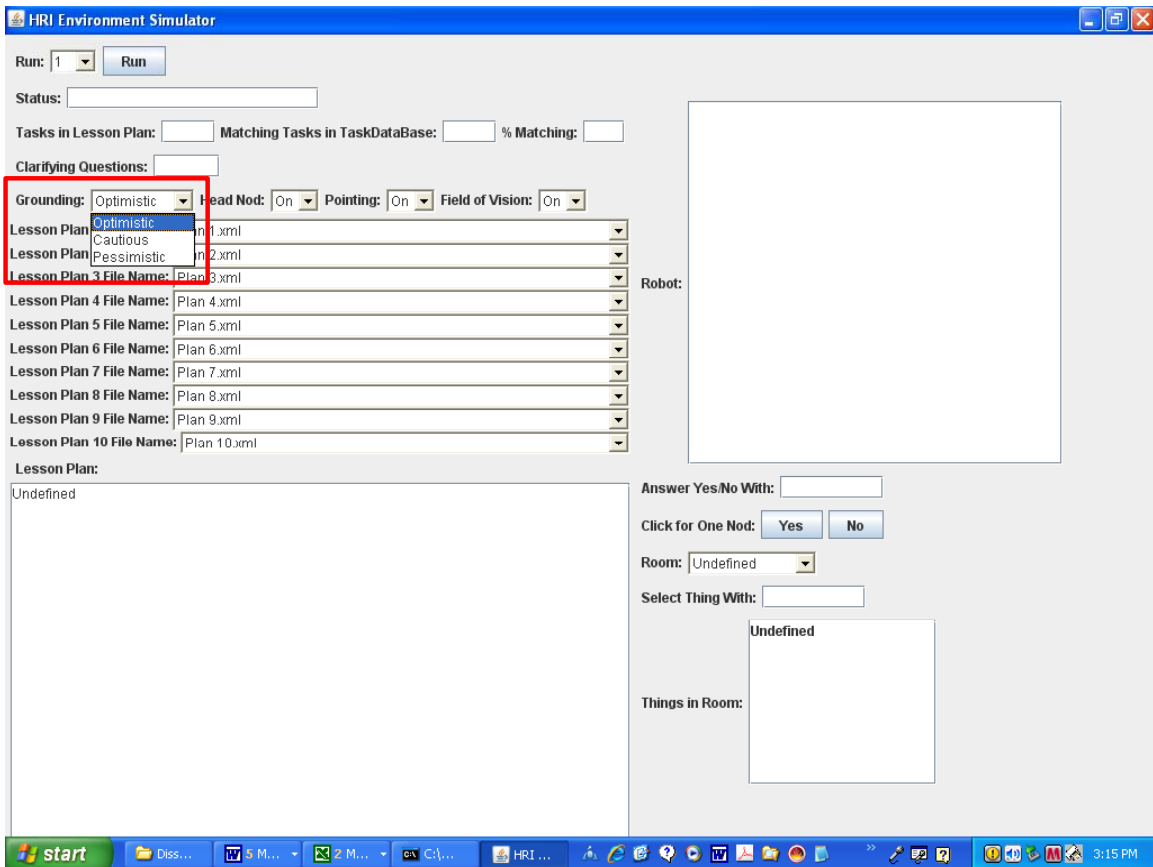 HRI Environment Simulator
Run: 1 Run
Status:
Tasks in Lesson Plan: Matching Tasks in TaskDataBase: % Matching:
Clarifying Questions:
Grounding: Optimistic Head Nod: On Pointing: On Field of Vision: On
Optimistic
Cautious
Pessimistic
Lesson Plan an 1.xml
Lesson Plan an 2.xml
Lesson Plan 3 File Name: Plan 3.xml
Lesson Plan 4 File Name: Plan 4.xml
Lesson Plan 5 File Name: Plan 5.xml
Lesson Plan 6 File Name: Plan 6.xml
Lesson Plan 7 File Name: Plan 7.xml
Lesson Plan 8 File Name: Plan 8.xml
Lesson Plan 9 File Name: Plan 9.xml
Lesson Plan 10 File Name: Plan 10.xml
Lesson Plan:
Undefined
Robot:
Answer Yes/No With:
Click for One Nod: Yes No
Room: Undefined
Select Thing With:
Undefined
Things in Room:
start Diss... 5 M... 2 M... C:\... HRI ... 3:15 PM